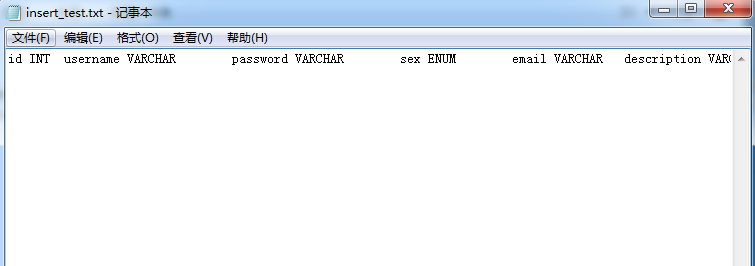 insert_test.txt - 记事本
文件(F) 编辑(E) 格式(O) 查看(V) 帮助(H)
id INT username VARCHAR password VARCHAR sex ENUM email VARCHAR description VARC